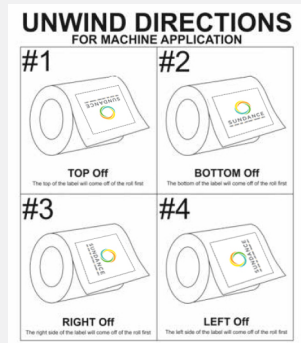 UNWIND DIRECTIONS
FOR MACHINE APPLICATION
#1
SUNDANCE
TOP Off
The top of the label will come off of the roll first
#2
SUNDANCE
BOTTOM Off
The bottom of the label will come off of the roll first
#3
SUNDANCE
RIGHT Off
The right side of the label will come off of the roll first
#4
SUNDANCE
LEFT Off
The left side of the label will come off of the roll first